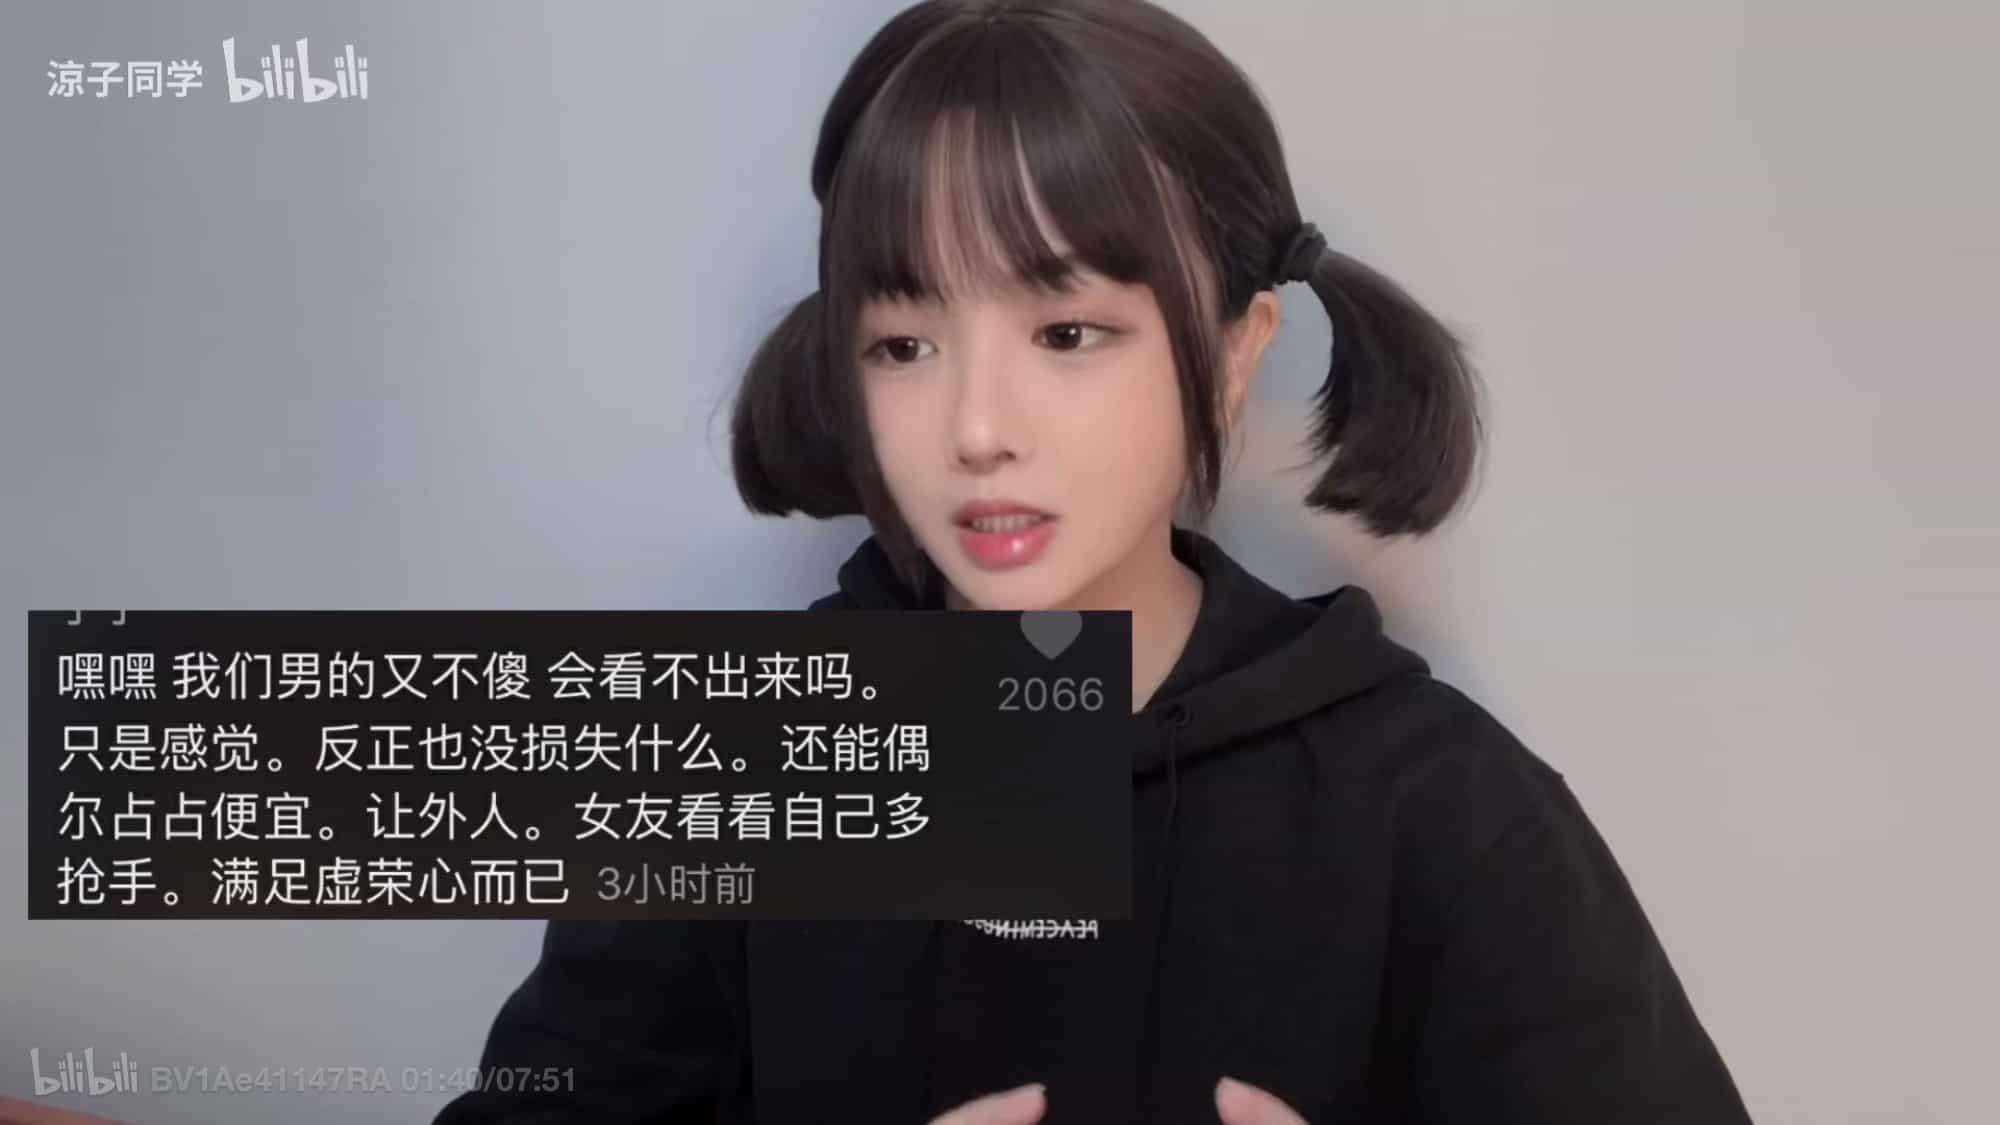 涼子同学 bilibili
嘿嘿 我们男的又不傻 会看不出来吗。
2066
只是感觉。反正也没损失什么。还能偶
尔占占便宜。让外人。女友看看自己多
抢手。满足虚荣心而已 3小时前
bilibili BV1Ae41147RA 01:40/07:51